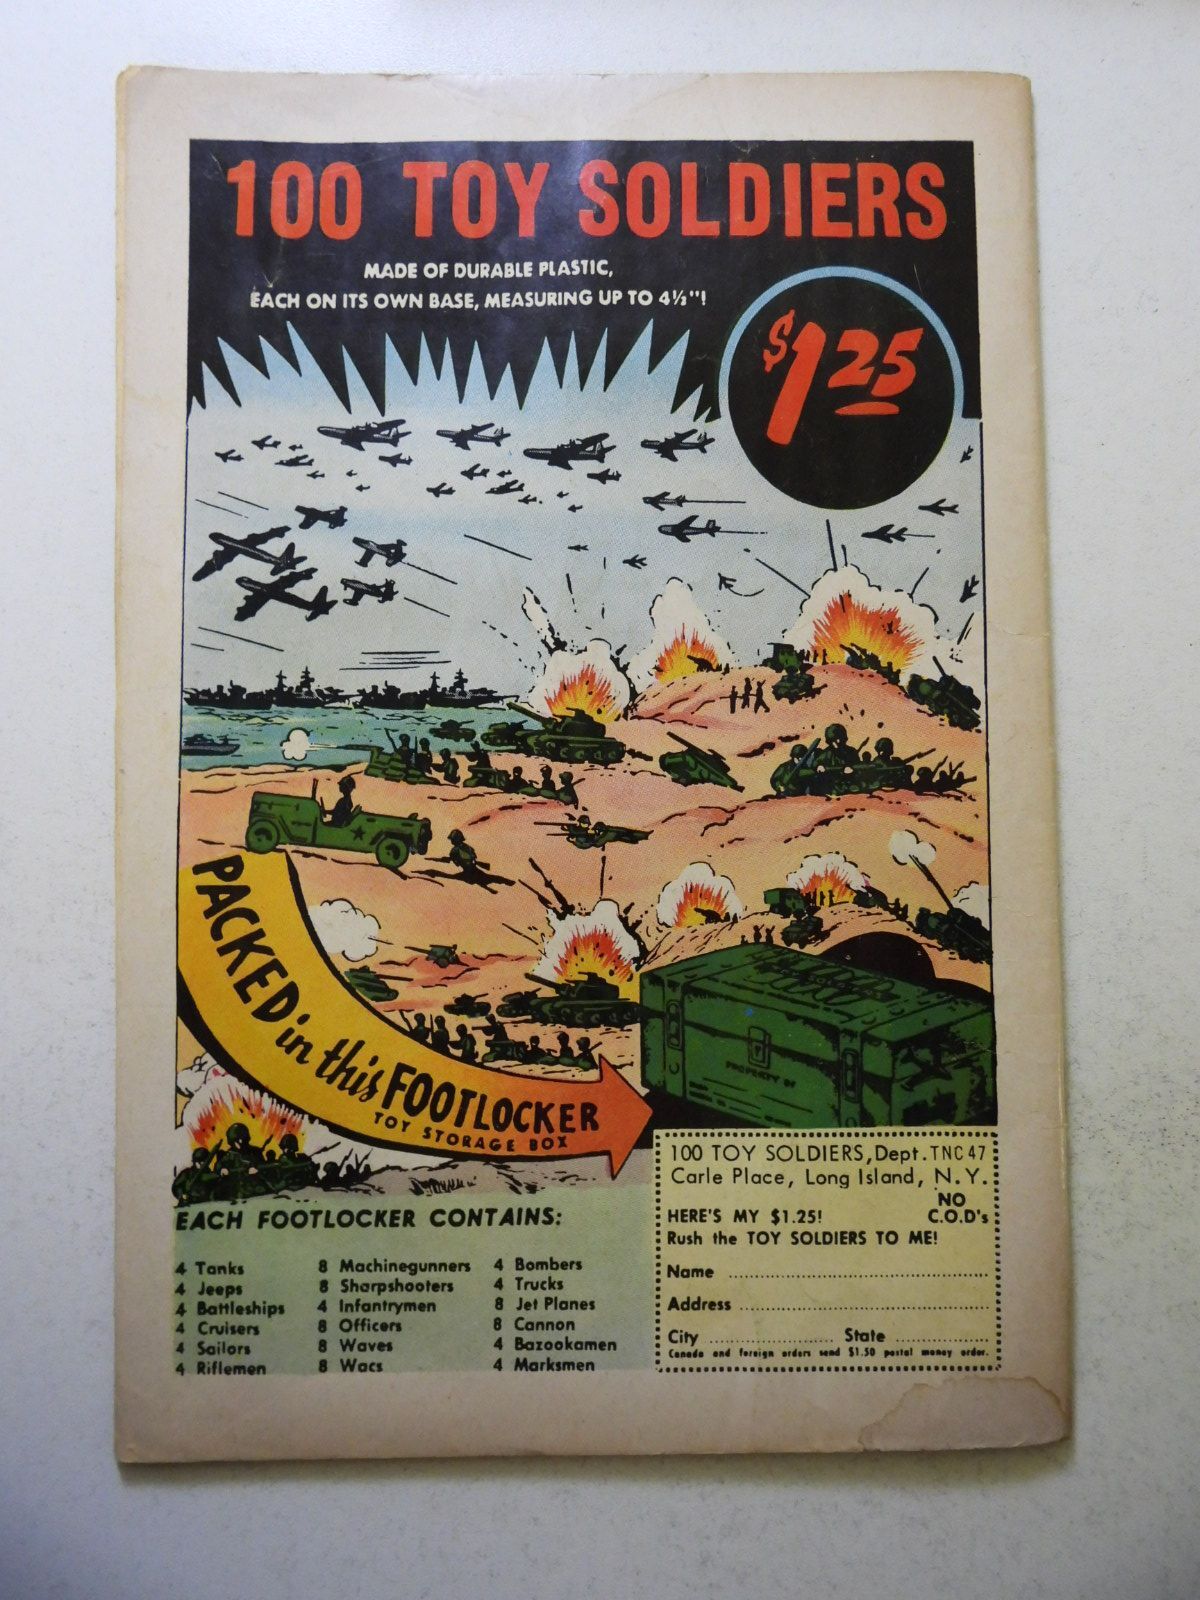 100 TOY SOLDIERS
MADE OF DURABLE PLASTIC,
EACH ON ITS OWN BASE, MEASURING UP TO 4½"!
$1.25
PACKED in this FOOTLOCKER
TOY STORAGE BOX
PROPERTY OF
EACH FOOTLOCKER CONTAINS:
4 Tanks
4 Jeeps
4 Battleships
4 Cruisers
4 Sailors
4 Riflemen
8 Machinegunners
8 Sharpshooters
4 Infantrymen
8 Officers
8 Waves
8 Wacs
4 Bombers
4 Trucks
8 Jet Planes
8 Cannon
4 Bazookamen
4 Marksmen
100 TOY SOLDIERS, Dept. TNC 47
Carle Place, Long Island, N.Y.
HERE'S MY $1.25!
NO
C.O.D's
Rush the TOY SOLDIERS TO ME!
Name
Address
City State
Canada and foreign orders send $1.50 postal money order.